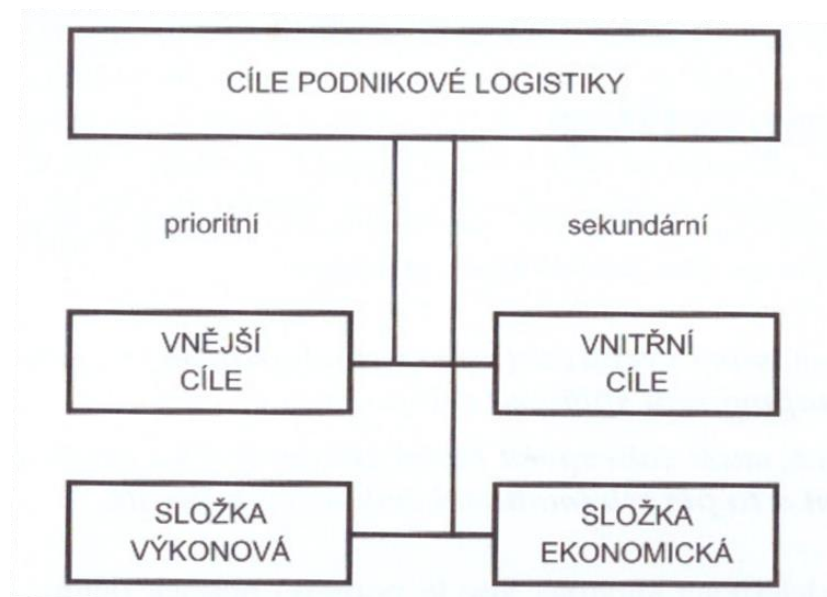 CÍLE PODNIKOVÉ LOGISTIKY
prioritní
sekundární
VNĚJŠÍ
CÍLE
VNITŘNÍ
CÍLE
SLOŽKA
VÝKONOVÁ
SLOŽKA
EKONOMICKÁ